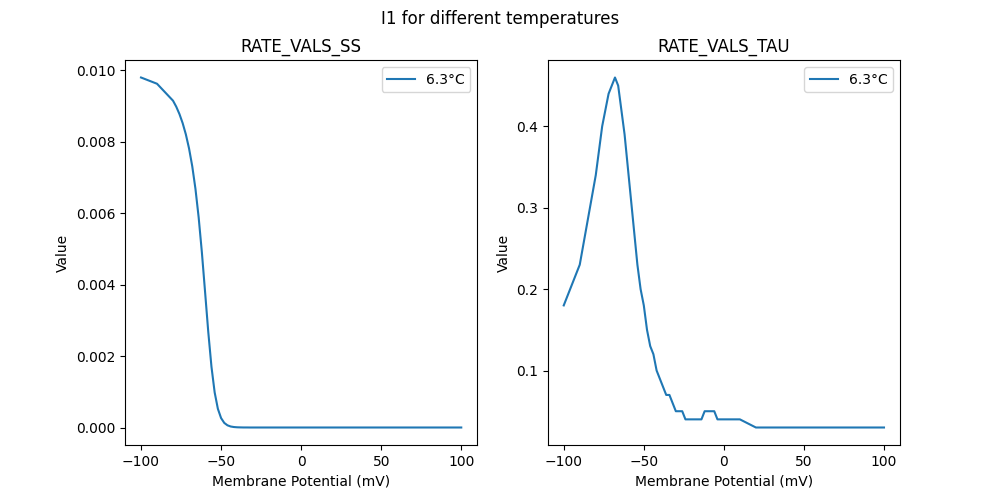 I1 for different temperatures
RATE_VALS_SS
6.3°C
0.010
0.008
0.006
0.004
0.002
0.000
Value
−100
−50
0
50
100
Membrane Potential (mV)
RATE_VALS_TAU
6.3°C
0.4
0.3
0.2
0.1
Value
−100
−50
0
50
100
Membrane Potential (mV)